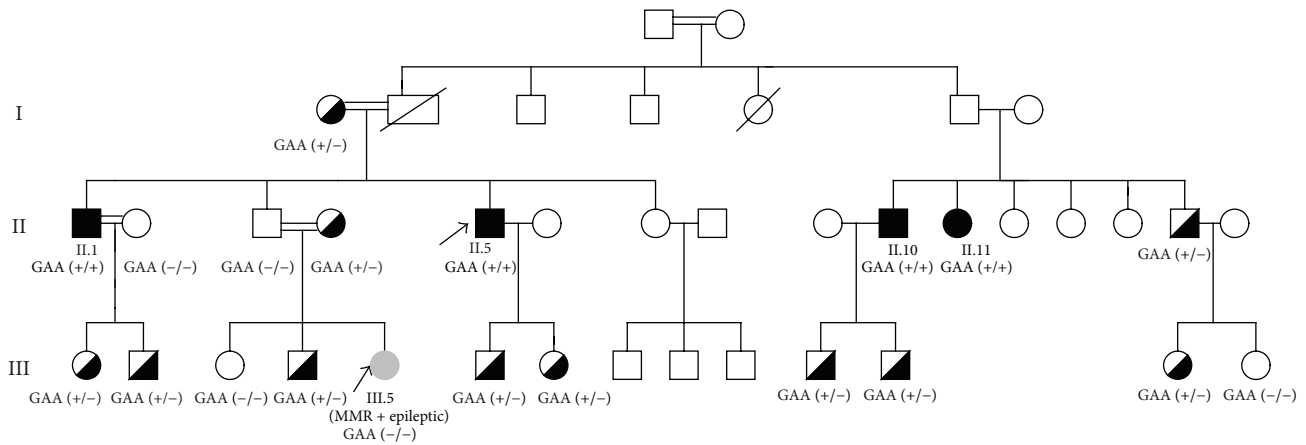 I
GAA (+/−)
II
II.1
II.5
II.10
II.11
GAA (+/+)
GAA (−/−)
GAA (−/−)
GAA (+/−)
GAA (+/+)
GAA (+/+)
GAA (+/+)
GAA (+/−)
III
GAA (+/−)
GAA (+/−)
GAA (−/−)
GAA (+/−)
III.5
(MMR + epileptic)
GAA (−/−)
GAA (+/−)
GAA (+/−)
GAA (+/−)
GAA (+/−)
GAA (+/−)
GAA (−/−)